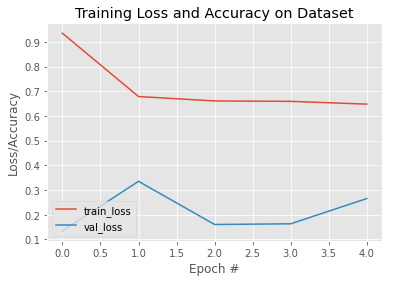 Training Loss and Accuracy on Dataset
Loss/Accuracy
0.9
0.8
0.7
0.6
0.5
0.4
0.3
0.2
0.1
train_loss
val_loss
0.0 0.5 1.0 1.5 2.0 2.5 3.0 3.5 4.0
Epoch #